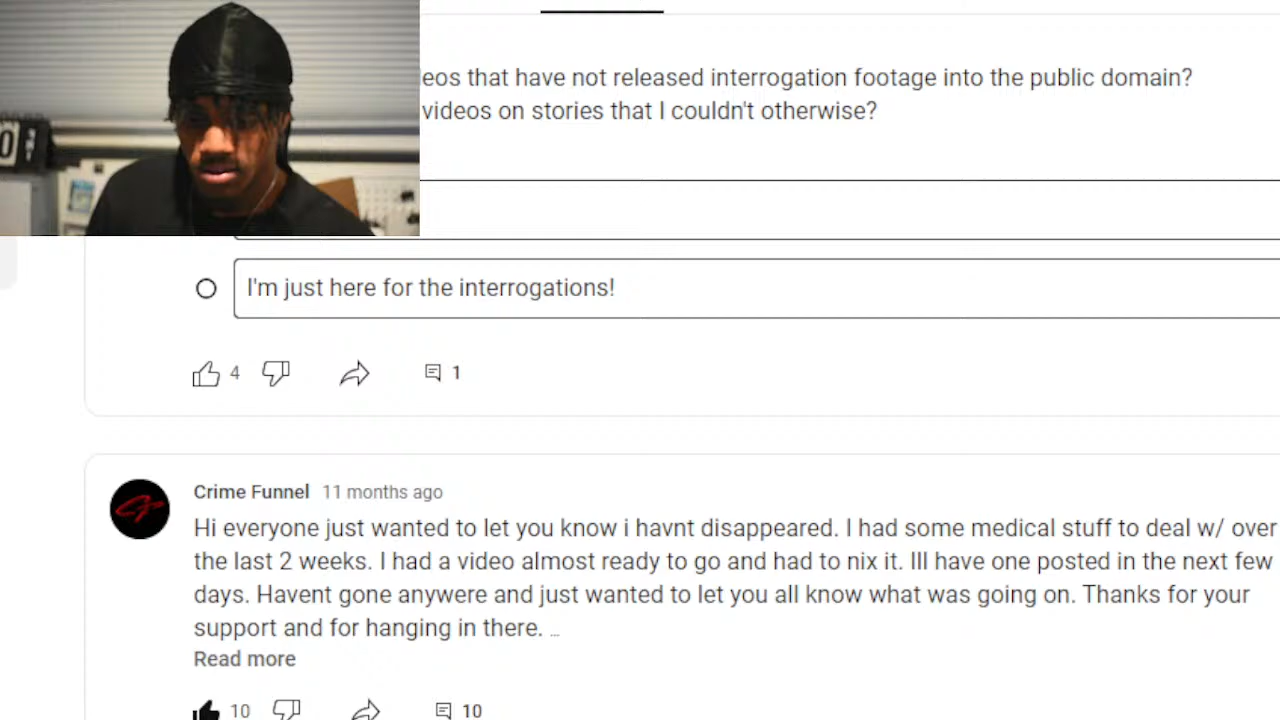 eos that have not released interrogation footage into the public domain?
videos on stories that I couldn't otherwise?
I'm just here for the interrogations!
4 1
Crime Funnel 11 months ago
Hi everyone just wanted to let you know i havnt disappeared. I had some medical stuff to deal w/ over
the last 2 weeks. I had a video almost ready to go and had to nix it. Ill have one posted in the next few
days. Havent gone anywere and just wanted to let you all know what was going on. Thanks for your
support and for hanging in there. ...
Read more
10 10